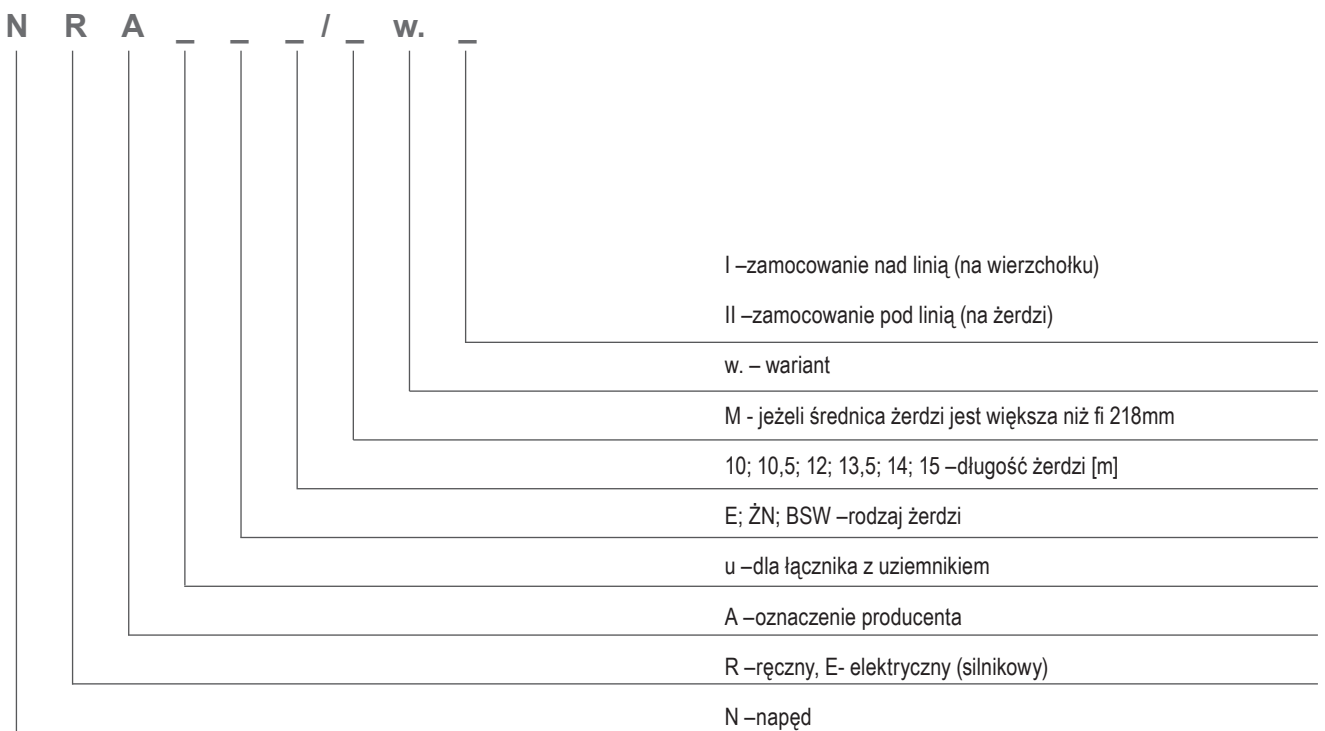 N R A _ _ _ / _ w. _
I –zamocowanie nad linią (na wierzchołku)
II –zamocowanie pod linią (na żerdzi)
w. – wariant
M - jeżeli średnica żerdzi jest większa niż fi 218mm
10; 10,5; 12; 13,5; 14; 15 –długość żerdzi [m]
E; ŻN; BSW –rodzaj żerdzi
u –dla łącznika z uziemnikiem
A –oznaczenie producenta
R –ręczny, E- elektryczny (silnikowy)
N –napęd